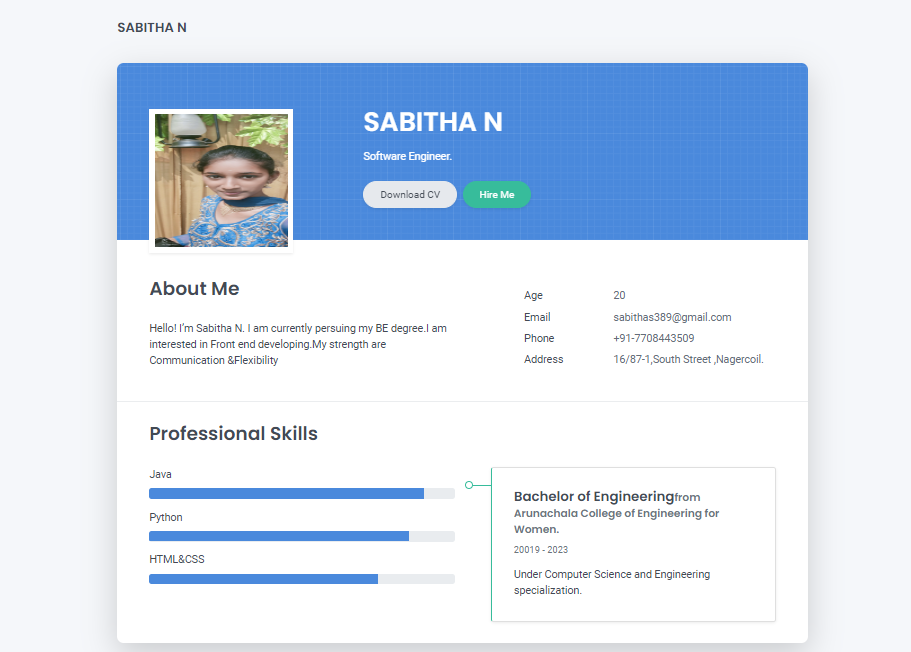 SABITHA N
SABITHA N
Software Engineer.
Download CV
Hire Me
About Me
Hello! I'm Sabitha N. I am currently persuing my BE degree.I am
interested in Front end developing.My strength are
Communication &Flexibility
Age 20
Email sabithas389@gmail.com
Phone +91-7708443509
Address 16/87-1,South Street ,Nagercoil.
Professional Skills
Java
Python
HTML&CSS
Bachelor of Engineeringfrom
Arunachala College of Engineering for
Women.
20019 - 2023
Under Computer Science and Engineering
specialization.